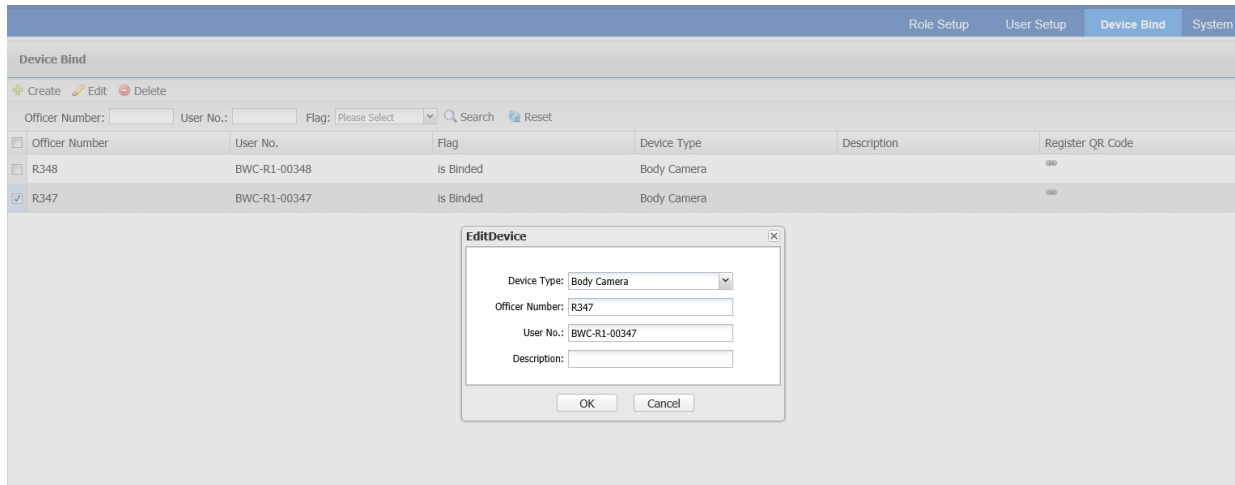 Role Setup User Setup Device Bind System
Device Bind
Create Edit Delete
Officer Number: User No.: Flag: Please Select Search Reset
Officer Number User No. Flag Device Type Description Register QR Code
R348 BWC-R1-00348 is Binded Body Camera
R347 BWC-R1-00347 is Binded Body Camera
EditDevice
Device Type: Body Camera
Officer Number: R347
User No.: BWC-R1-00347
Description:
OK Cancel